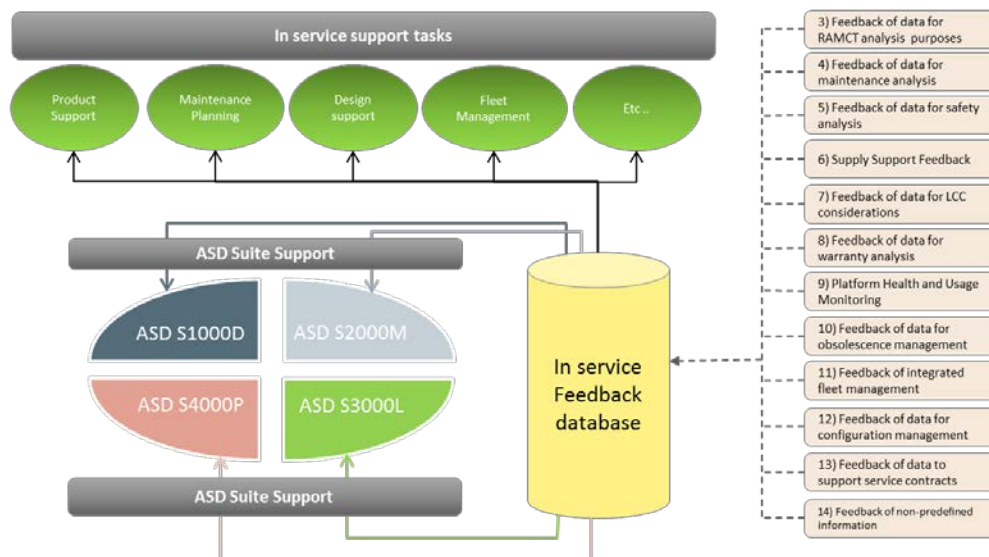 In service support tasks
Product
Support
Maintenance
Planning
Design
support
Fleet
Management
Etc ..
ASD Suite Support
ASD S1000D
ASD S2000M
ASD S4000P
ASD S3000L
ASD Suite Support
In service
Feedback
database
3) Feedback of data for
RAMCT analysis purposes
4) Feedback of data for
maintenance analysis
5) Feedback of data for safety
analysis
6) Supply Support Feedback
7) Feedback of data for LCC
considerations
8) Feedback of data for
warranty analysis
9) Platform Health and Usage
Monitoring
10) Feedback of data for
obsolescence management
11) Feedback of integrated
fleet management
12) Feedback of data for
configuration management
13) Feedback of data to
support service contracts
14) Feedback of non-predefined
information